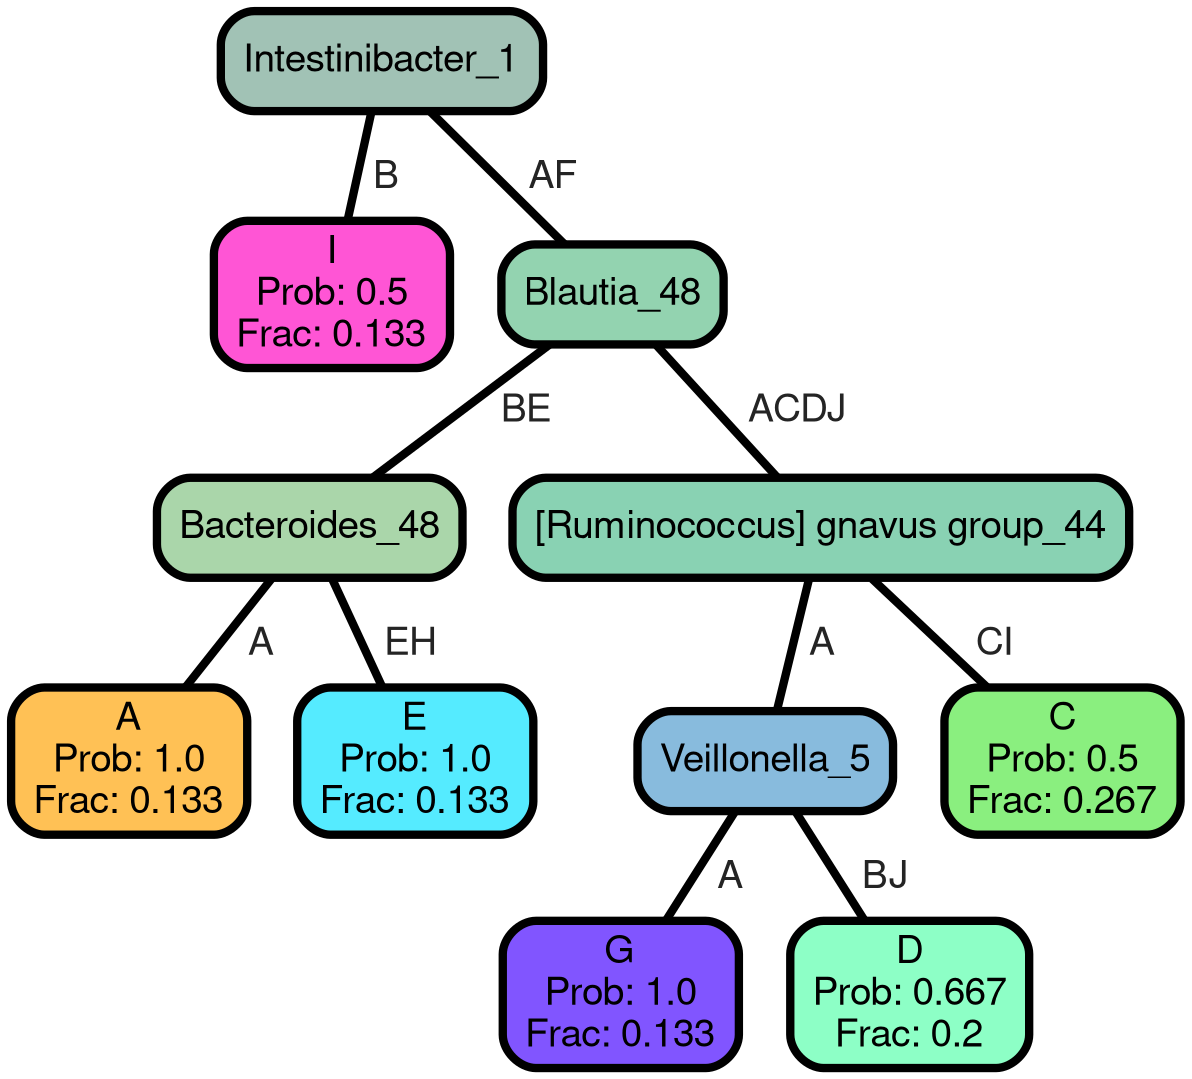 Intestinibacter_1
B
AF
I
Prob: 0.5
Frac: 0.133
Blautia_48
BE
ACDJ
Bacteroides_48
[Ruminococcus] gnavus group_44
A
EH
A
CI
A
Prob: 1.0
Frac: 0.133
E
Prob: 1.0
Frac: 0.133
Veillonella_5
C
Prob: 0.5
Frac: 0.267
A
BJ
G
Prob: 1.0
Frac: 0.133
D
Prob: 0.667
Frac: 0.2